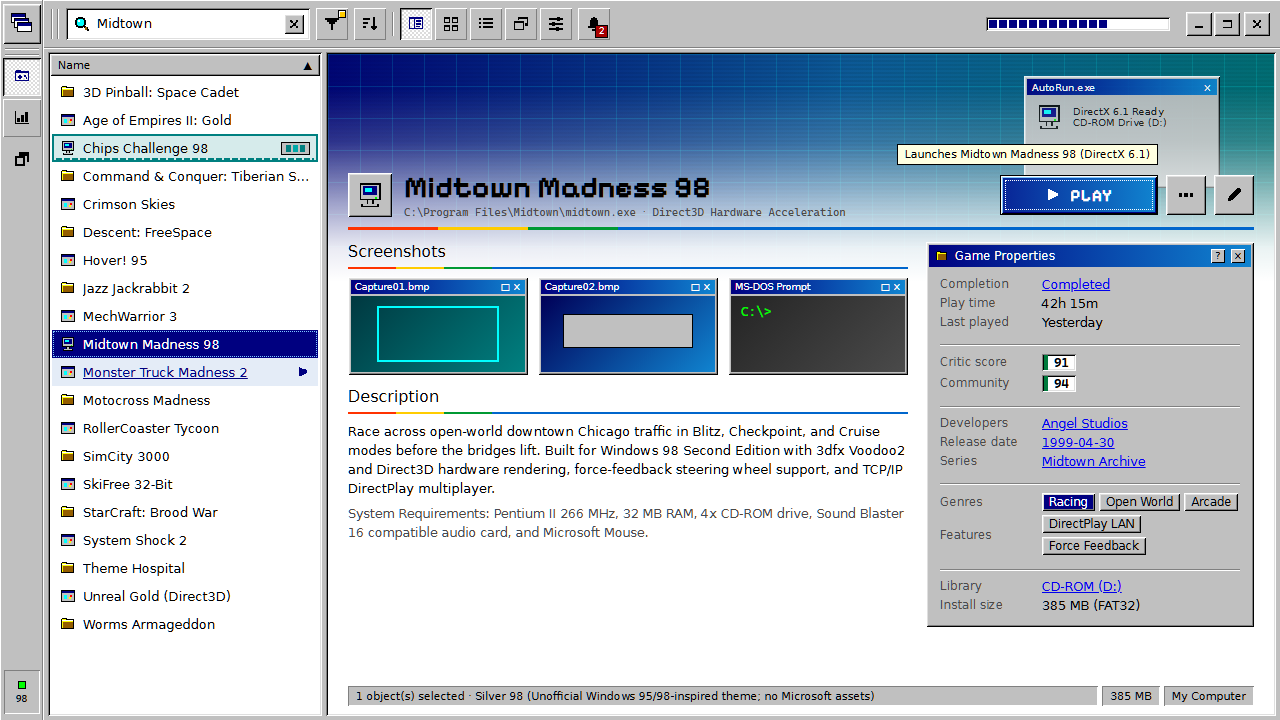 Midtown
2
Name
3D Pinball: Space Cadet
Age of Empires II: Gold
Chips Challenge 98
Command & Conquer: Tiberian S...
Crimson Skies
Descent: FreeSpace
Hover! 95
Jazz Jackrabbit 2
MechWarrior 3
Midtown Madness 98
Monster Truck Madness 2
Motocross Madness
RollerCoaster Tycoon
SimCity 3000
SkiFree 32-Bit
StarCraft: Brood War
System Shock 2
Theme Hospital
Unreal Gold (Direct3D)
Worms Armageddon
98
AutoRun.exe
DirectX 6.1 Ready
CD-ROM Drive (D:)
Launches Midtown Madness 98 (DirectX 6.1)
Midtown Madness 98
C:\Program Files\Midtown\midtown.exe · Direct3D Hardware Acceleration
PLAY
Screenshots
Capture01.bmp
Capture02.bmp
MS-DOS Prompt
C:\>
Description
Race across open-world downtown Chicago traffic in Blitz, Checkpoint, and Cruise
modes before the bridges lift. Built for Windows 98 Second Edition with 3dfx Voodoo2
and Direct3D hardware rendering, force-feedback steering wheel support, and TCP/IP
DirectPlay multiplayer.
System Requirements: Pentium II 266 MHz, 32 MB RAM, 4x CD-ROM drive, Sound Blaster
16 compatible audio card, and Microsoft Mouse.
Game Properties
?
Completion Completed
Play time 42h 15m
Last played Yesterday
Critic score 91
Community 94
Developers Angel Studios
Release date 1999-04-30
Series Midtown Archive
Genres Racing Open World Arcade
Features DirectPlay LAN
Force Feedback
Library CD-ROM (D:)
Install size 385 MB (FAT32)
1 object(s) selected · Silver 98 (Unofficial Windows 95/98-inspired theme; no Microsoft assets)
385 MB
My Computer